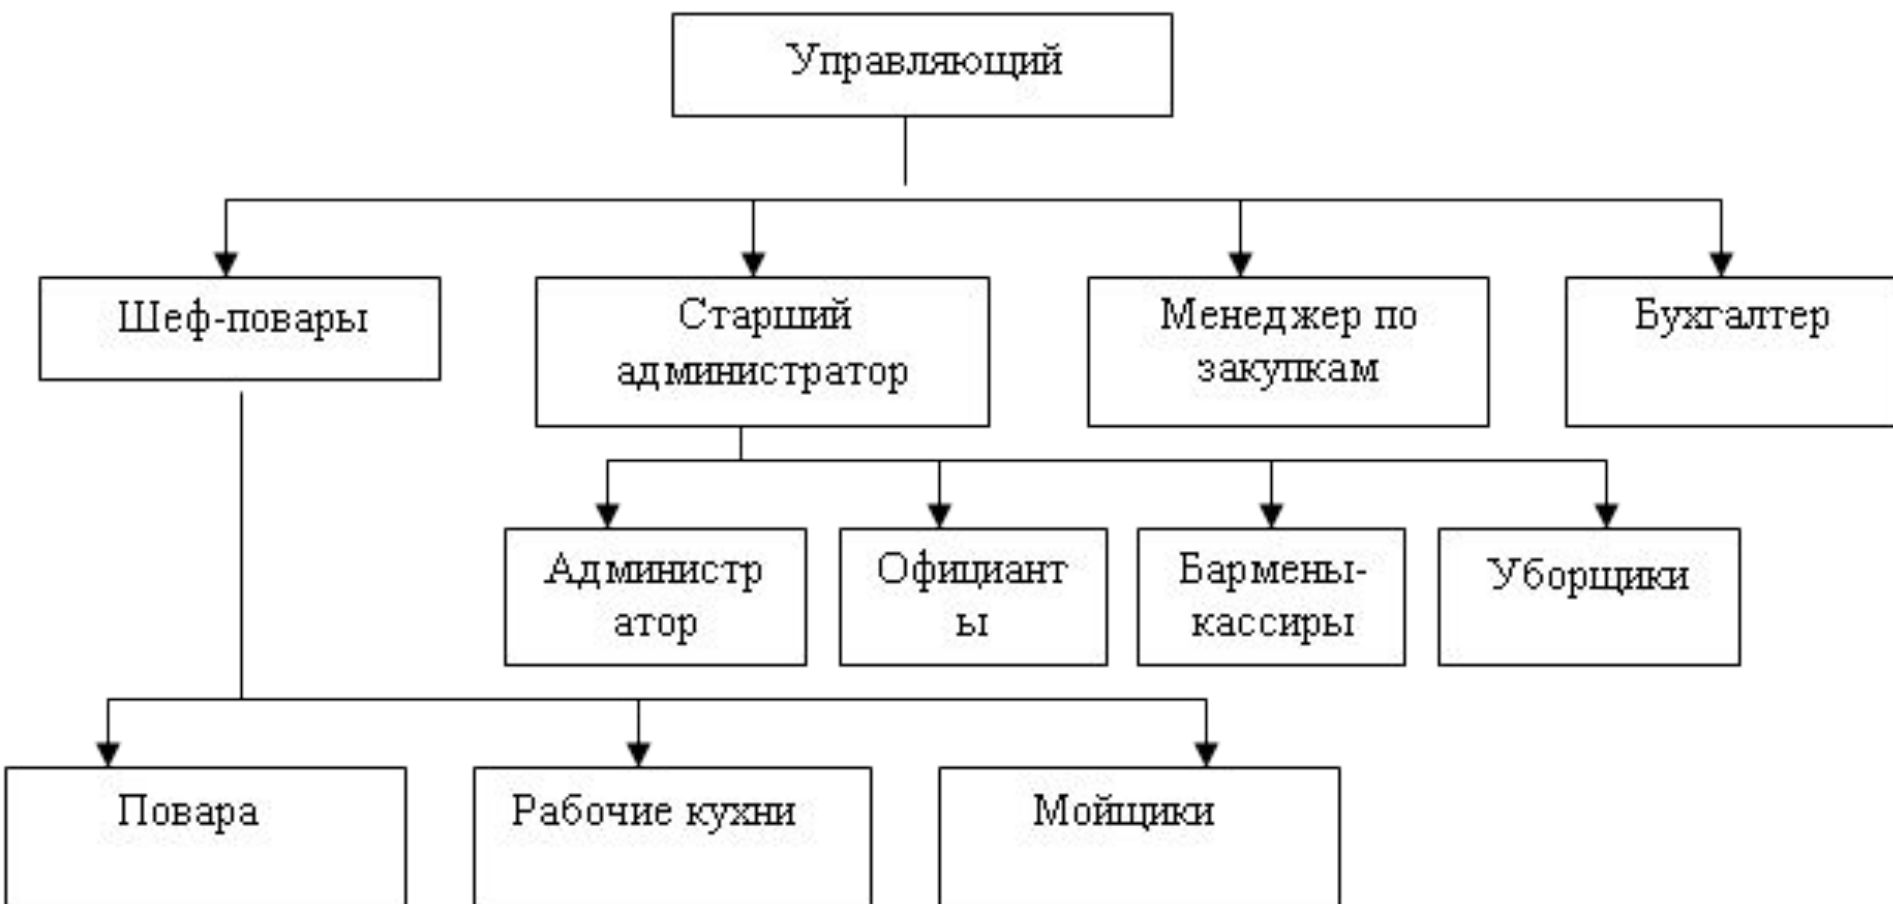 Управляющий
Шеф-повары
Старший
администратор
Менеджер по
закупкам
Бухгалтер
Администр
атор
Официант
ы
Бармены-
кассиры
Уборщики
Повара
Рабочие кухни
Мойщики